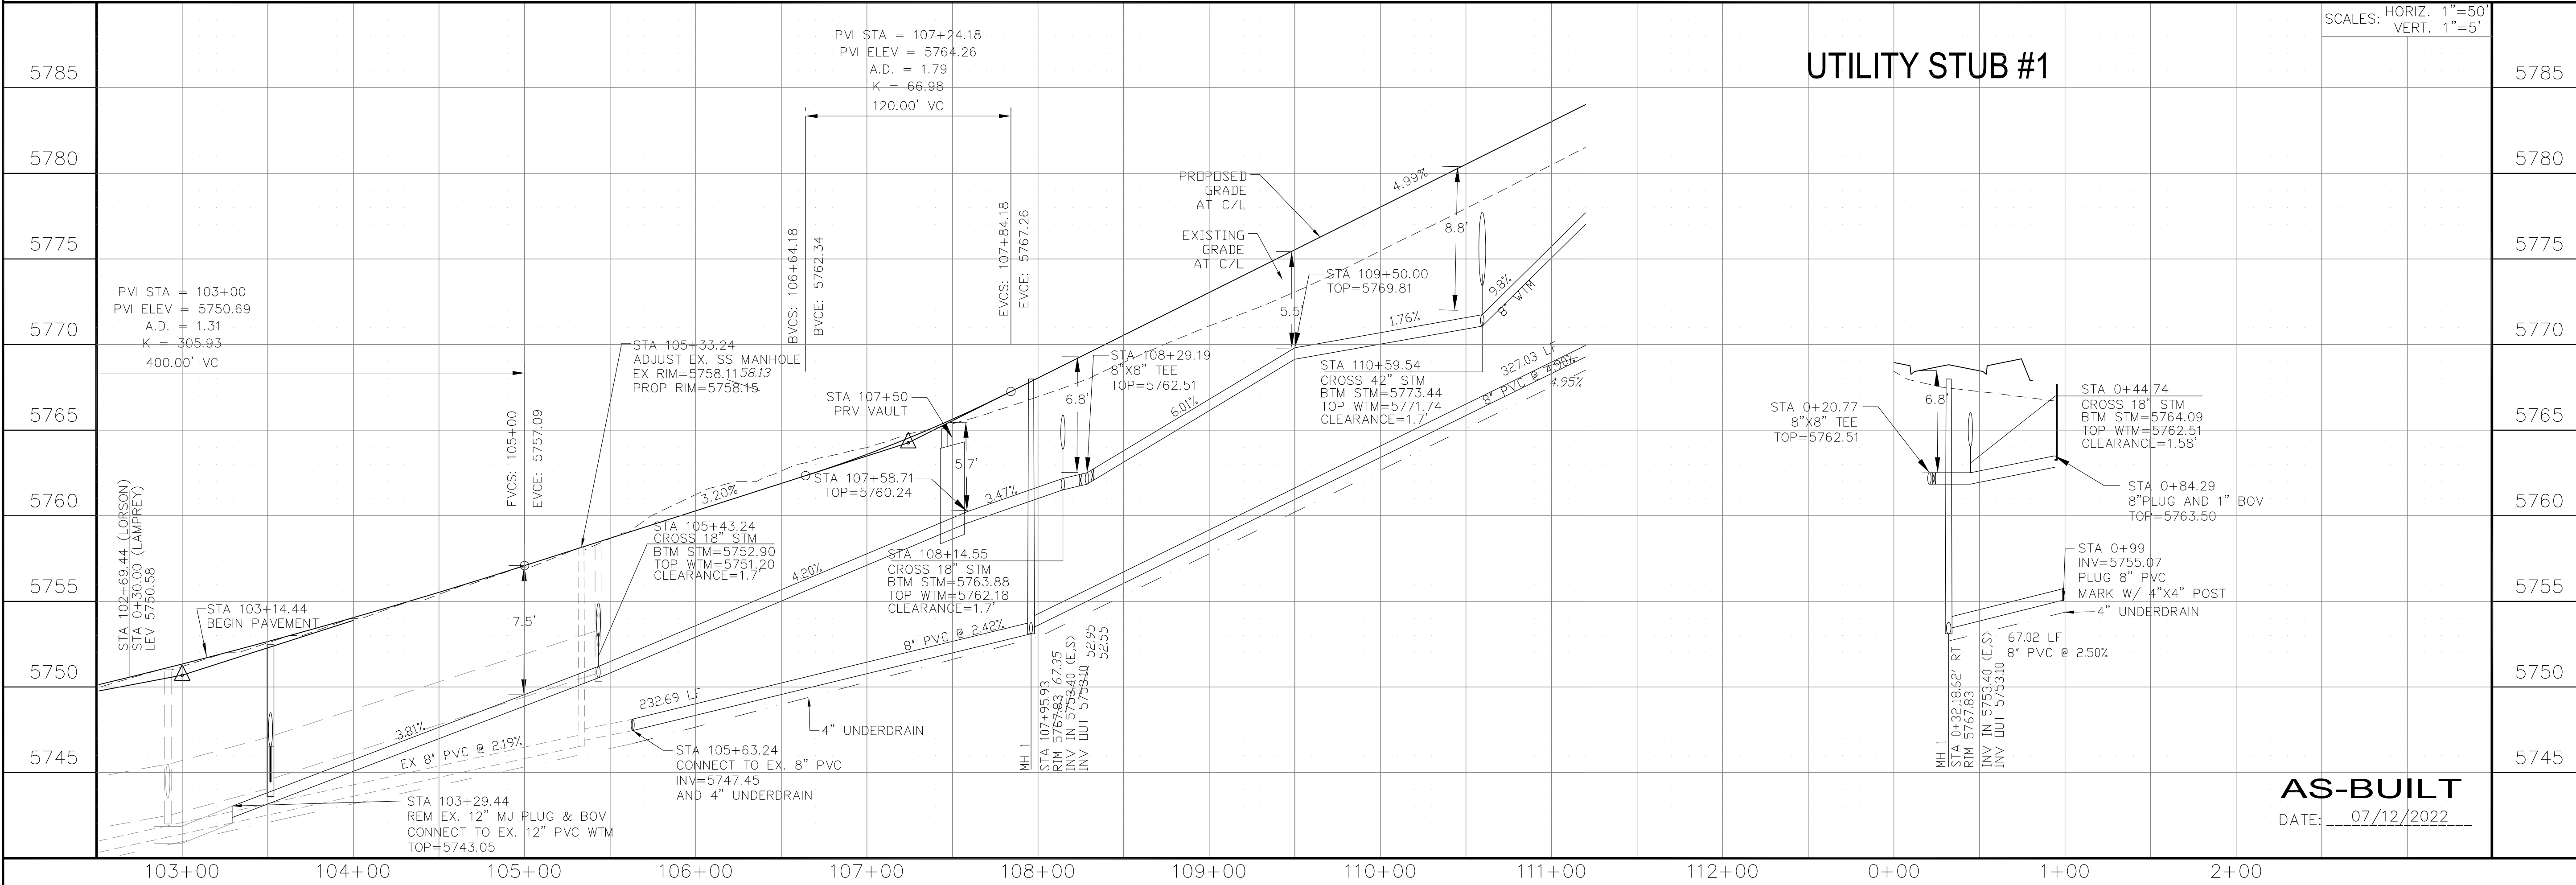 SCALES: HORIZ. 1"=50'
VERT. 1"=5'
UTILITY STUB #1
5785
5780
5775
5770
5765
5760
5755
5750
5745
PVI STA = 103+00
PVI ELEV = 5750.69
A.D. = 1.31
K = 305.93
400.00' VC
STA 102+69.44 (LORSON)
STA 0+30.00 (LAMPREY)
LEV 5750.58
STA 103+14.44
BEGIN PAVEMENT
EVCS: 105+00
EVCE: 5757.09
7.5'
3.81%
EX 8" PVC @ 2.19%
STA 103+29.44
REM EX. 12" MJ PLUG & BOV
CONNECT TO EX. 12" PVC WTM
TOP=5743.05
STA 105+33.24
ADJUST EX. SS MANHOLE
EX RIM=5758.11 58.13
PROP RIM=5758.15
3.20%
STA 105+43.24
CROSS 18" STM
BTM STM=5752.90
TOP WTM=5751.20
CLEARANCE=1.7'
4.20%
232.69 LF
8" PVC @ 2.42%
4" UNDERDRAIN
STA 105+63.24
CONNECT TO EX. 8" PVC
INV=5747.45
AND 4" UNDERDRAIN
PVI STA = 107+24.18
PVI ELEV = 5764.26
A.D. = 1.79
K = 66.98
120.00' VC
BVCS: 106+64.18
BVCE: 5762.34
EVCS: 107+84.18
EVCE: 5767.26
STA 107+50
PRV VAULT
5.7'
STA 107+58.71
TOP=5760.24
3.47%
STA 108+14.55
CROSS 18" STM
BTM STM=5763.88
TOP WTM=5762.18
CLEARANCE=1.7'
MH 1
STA 107+95.93
RIM 5767.83 67.35
INV IN 5753.40 (E,S)
INV OUT 5753.10 52.95
52.55
6.8'
STA 108+29.19
8"X8" TEE
TOP=5762.51
6.01%
PROPOSED
GRADE
AT C/L
EXISTING
GRADE
AT C/L
5.5'
STA 109+50.00
TOP=5769.81
4.99%
8.8'
1.76%
9.8%
8" WTM
STA 110+59.54
CROSS 42" STM
BTM STM=5773.44
TOP WTM=5771.74
CLEARANCE=1.7'
327.03 LF
8" PVC @ 4.90%
4.95%
STA 0+20.77
8"X8" TEE
TOP=5762.51
6.8'
STA 0+44.74
CROSS 18" STM
BTM STM=5764.09
TOP WTM=5762.51
CLEARANCE=1.58'
STA 0+84.29
8"PLUG AND 1" BOV
TOP=5763.50
STA 0+99
INV=5755.07
PLUG 8" PVC
MARK W/ 4"X4" POST
4" UNDERDRAIN
67.02 LF
8" PVC @ 2.50%
MH 1
STA 0+32,18.62' RT
RIM 5767.83
INV IN 5753.40 (E,S)
INV OUT 5753.10
5785
5780
5775
5770
5765
5760
5755
5750
5745
AS-BUILT
DATE: 07/12/2022
103+00
104+00
105+00
106+00
107+00
108+00
109+00
110+00
111+00
112+00
0+00
1+00
2+00